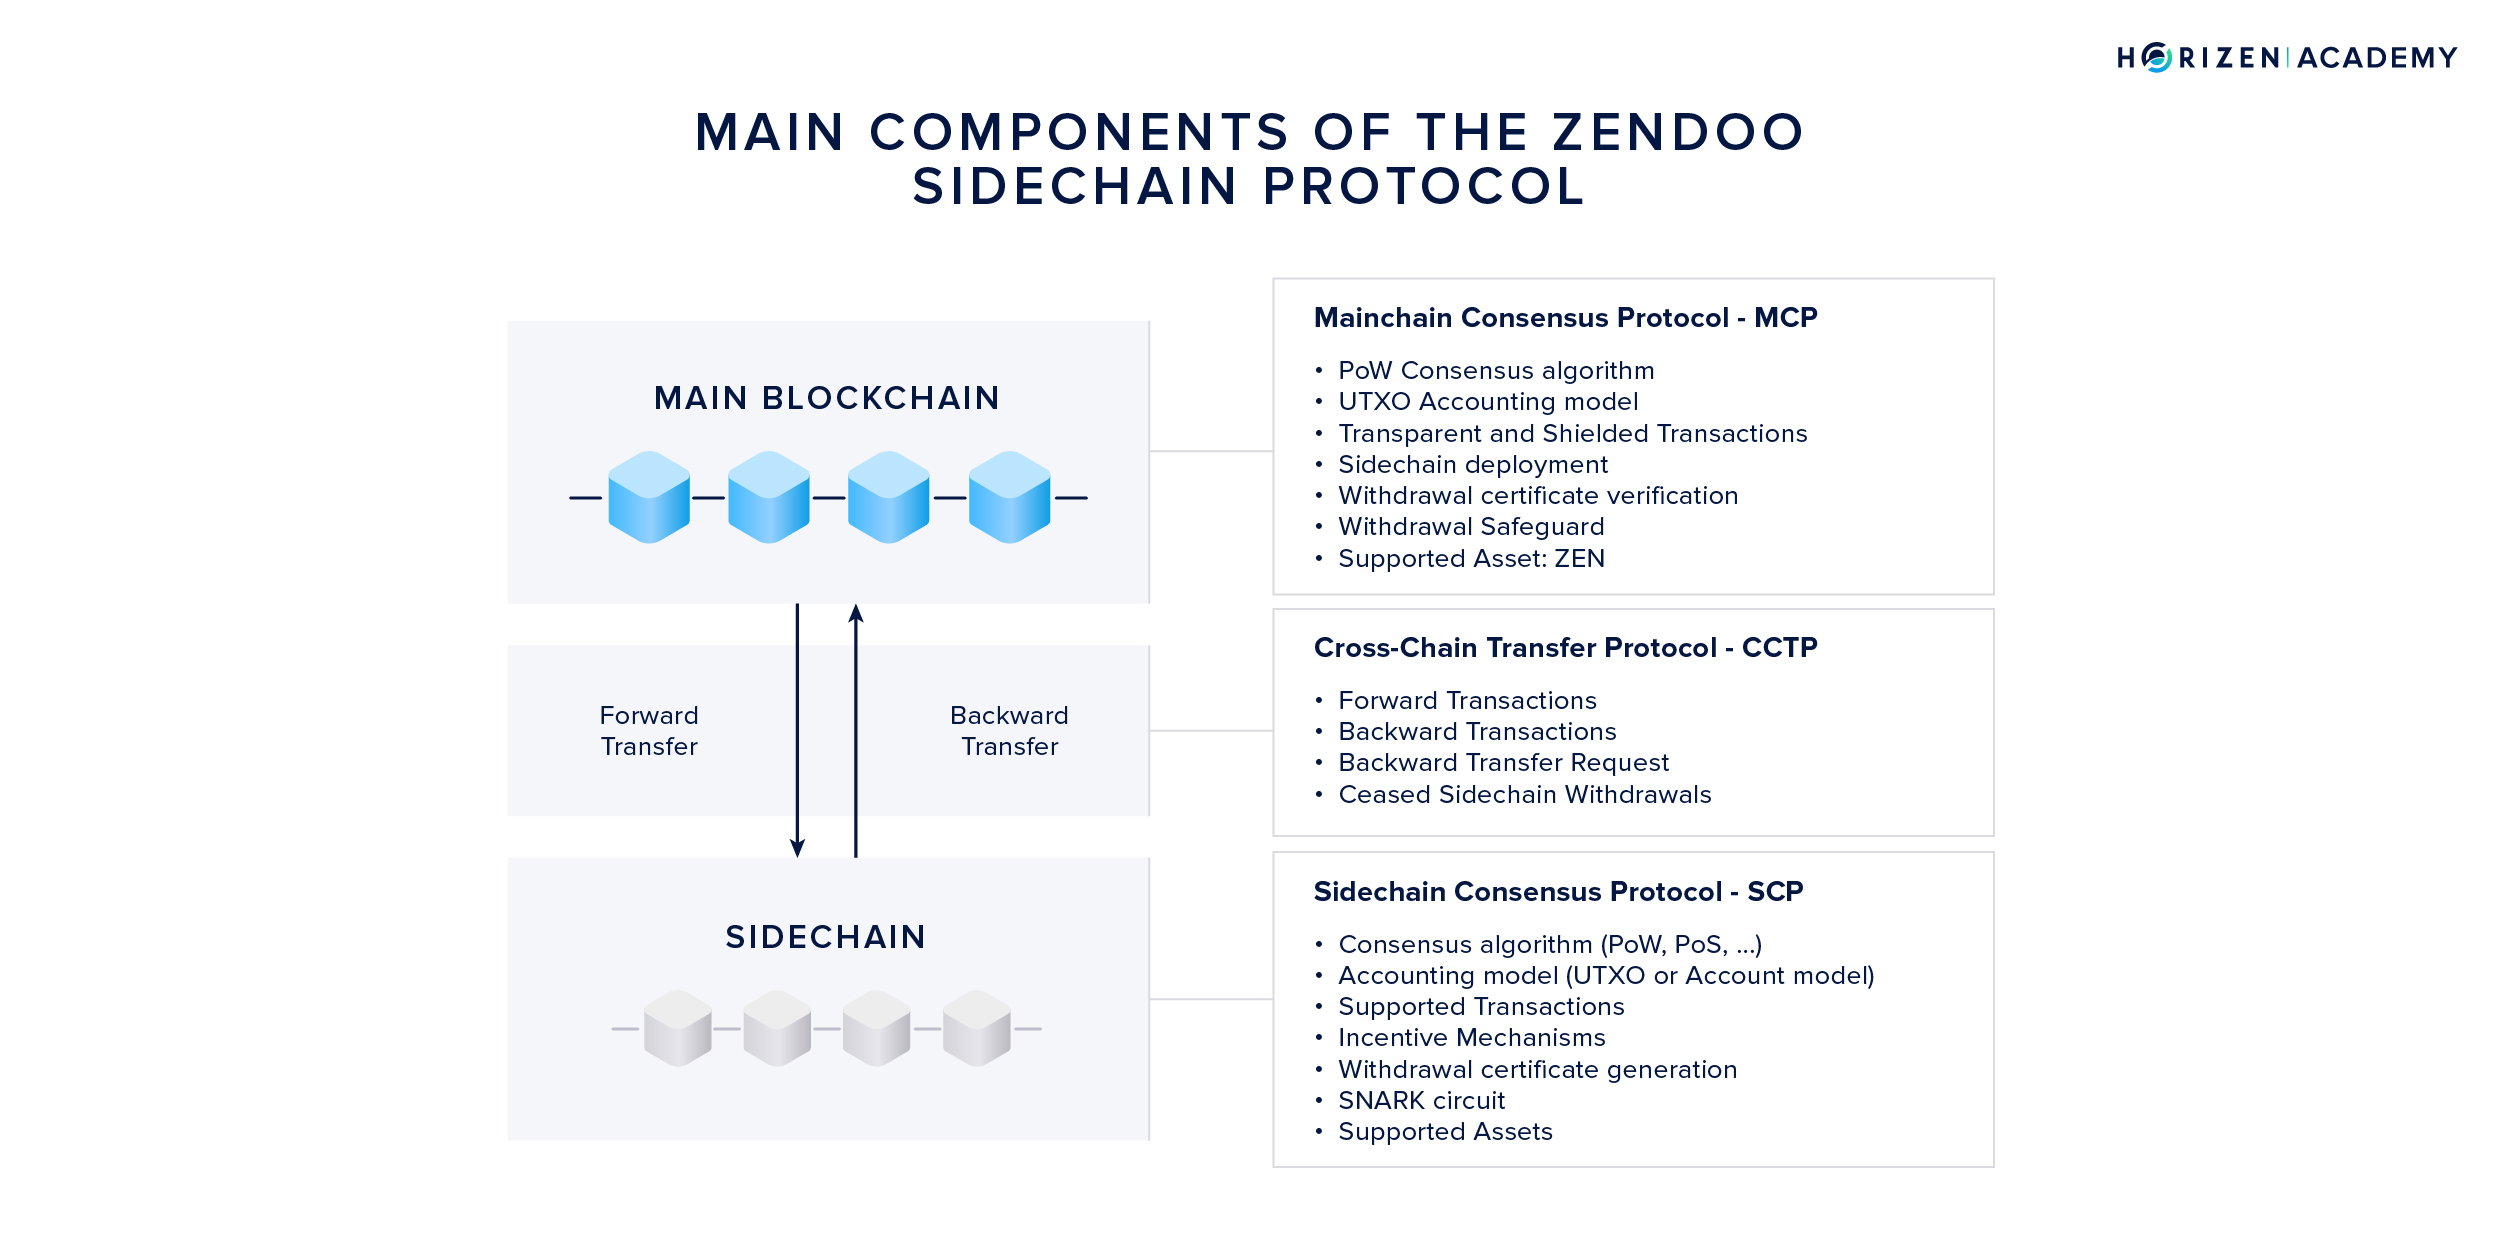 HORIZEN | ACADEMY
MAIN COMPONENTS OF THE ZENDOO
SIDECHAIN PROTOCOL
MAIN BLOCKCHAIN
Mainchain Consensus Protocol - MCP
• PoW Consensus algorithm
• UTXO Accounting model
• Transparent and Shielded Transactions
• Sidechain deployment
• Withdrawal certificate verification
• Withdrawal Safeguard
• Supported Asset: ZEN
Forward
Transfer
Backward
Transfer
Cross-Chain Transfer Protocol - CCTP
• Forward Transactions
• Backward Transactions
• Backward Transfer Request
• Ceased Sidechain Withdrawals
SIDECHAIN
Sidechain Consensus Protocol - SCP
• Consensus algorithm (PoW, PoS, ...)
• Accounting model (UTXO or Account model)
• Supported Transactions
• Incentive Mechanisms
• Withdrawal certificate generation
• SNARK circuit
• Supported Assets